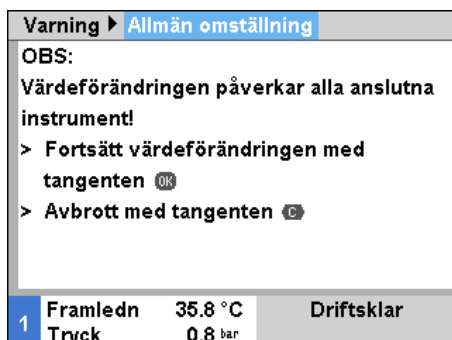 Varning ▶ Allmän omställning
OBS:
Värdeförändringen påverkar alla anslutna
instrument!
> Fortsätt värdeförändringen med
tangenten OK
> Avbrott med tangenten C
1 Framledn 35.8 °C Driftsklar
Tryck 0.8 bar